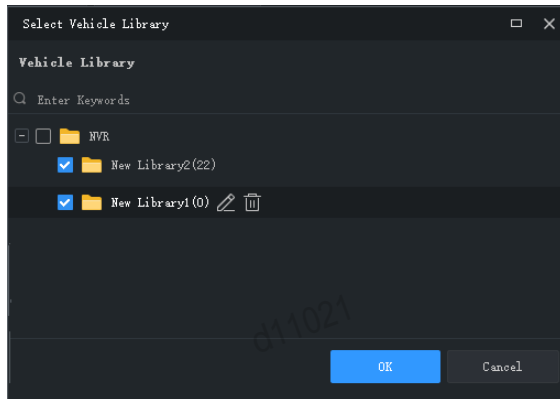 Select Vehicle Library
Vehicle Library
Enter Keywords
NVR
New Library2(22)
New Library1(0)
d11021
OK
Cancel